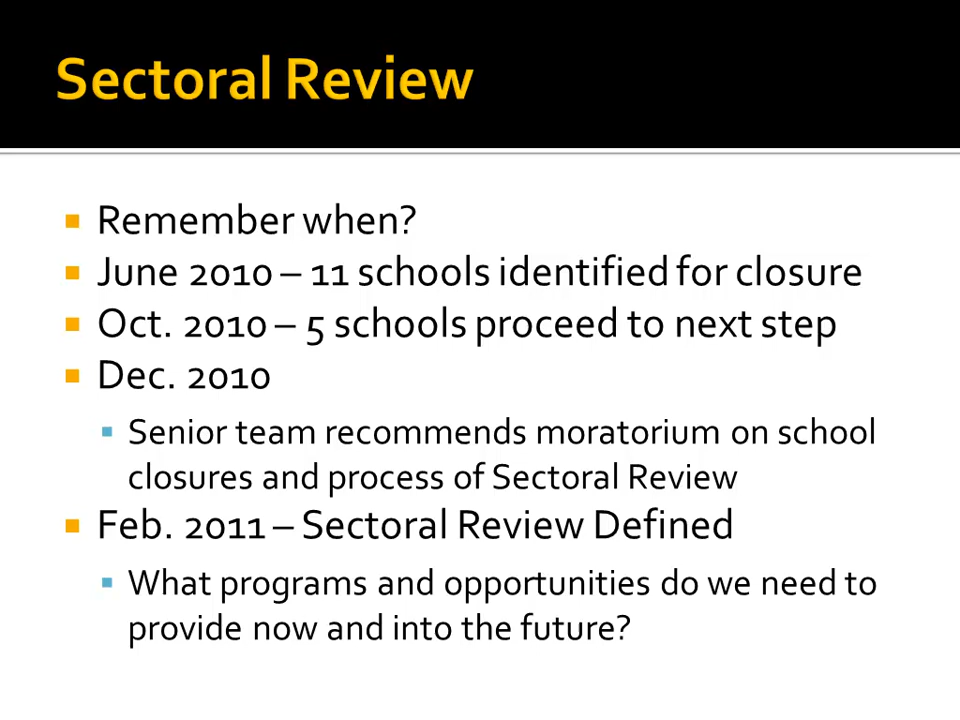 Sectoral Review
Remember when?
June 2010 – 11 schools identified for closure
Oct. 2010 – 5 schools proceed to next step
Dec. 2010
Senior team recommends moratorium on school
closures and process of Sectoral Review
Feb. 2011 – Sectoral Review Defined
What programs and opportunities do we need to
provide now and into the future?